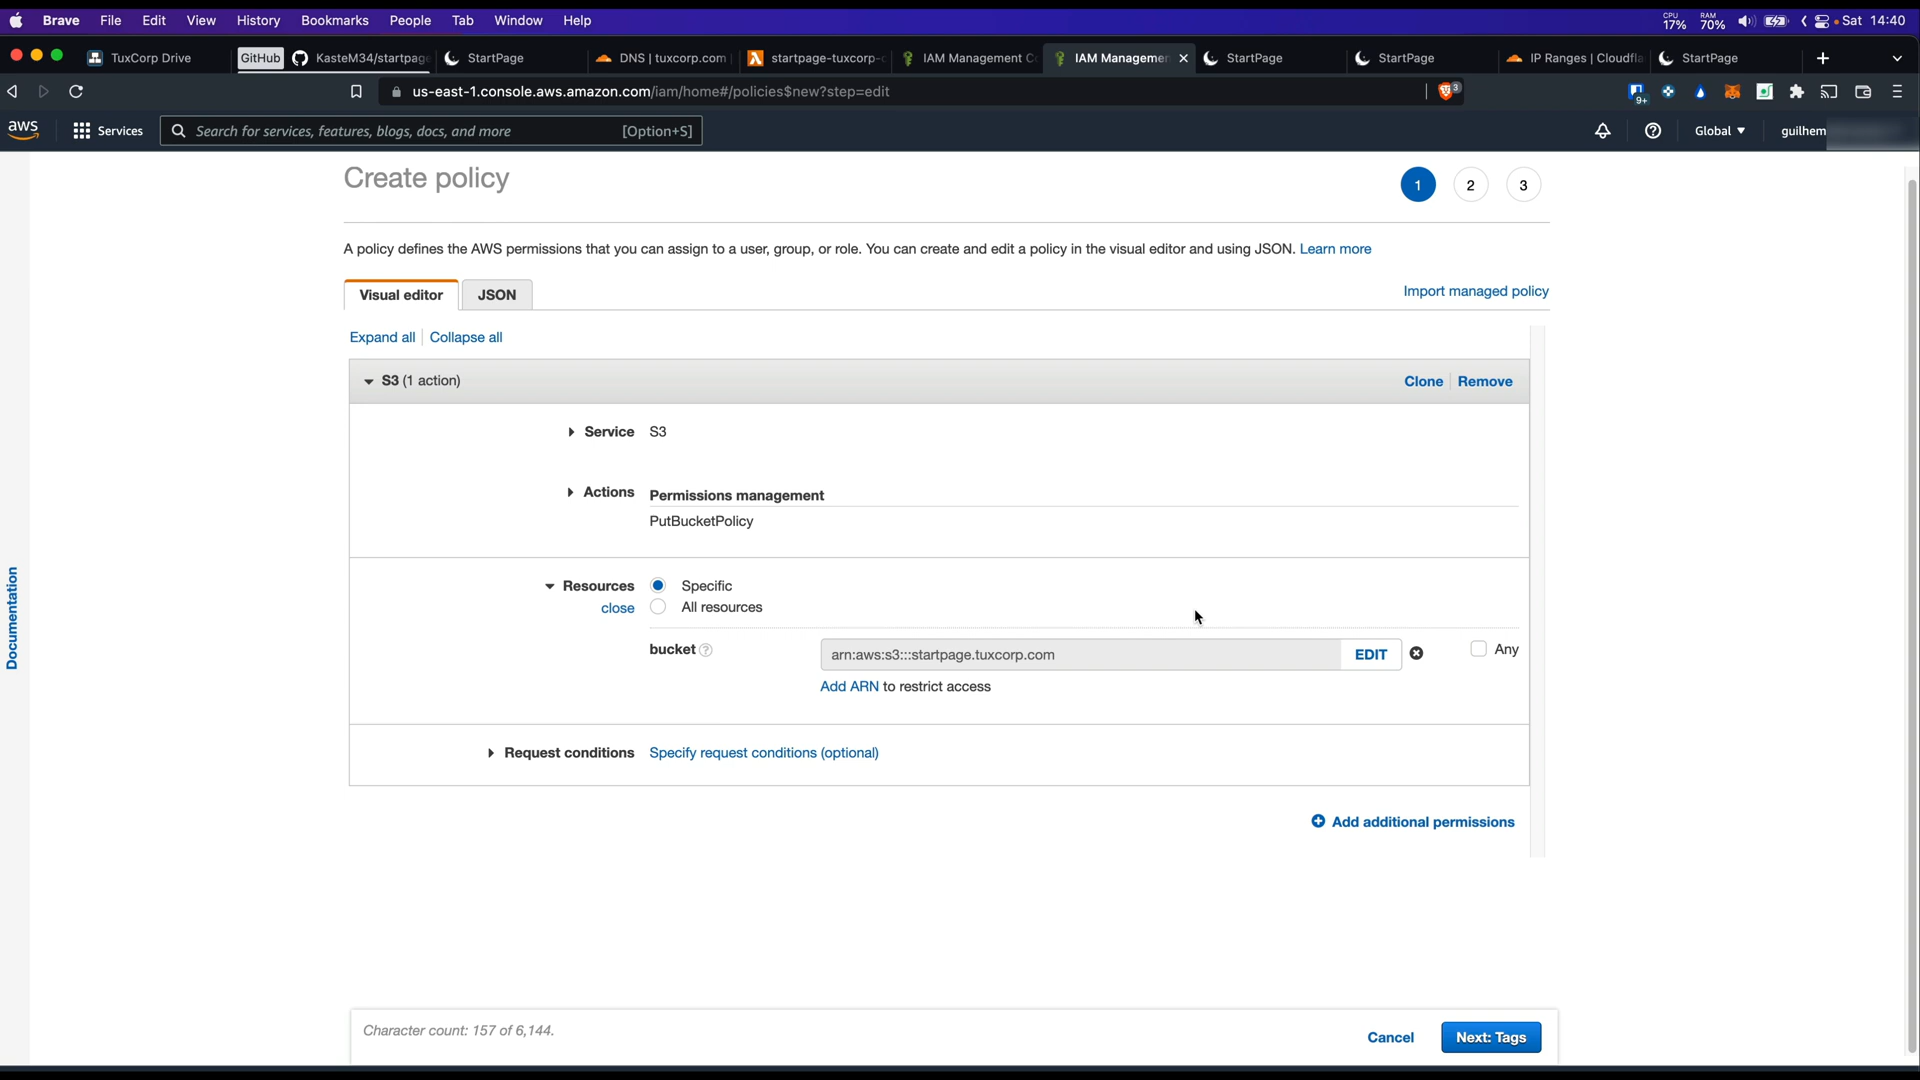 Brave File Edit View History Bookmarks People Tab Window Help CPU 17% RAM 70% Sat 14:40
TuxCorp Drive GitHub KasteM34/startpage StartPage DNS | tuxcorp.com startpage-tuxcorp- IAM Management Co IAM Managemen StartPage StartPage IP Ranges | Cloudfla StartPage
us-east-1.console.aws.amazon.com/iam/home#/policies$new?step=edit 3 9+
aws Services Search for services, features, blogs, docs, and more [Option+S] Global guilhem
Create policy 1 2 3
A policy defines the AWS permissions that you can assign to a user, group, or role. You can create and edit a policy in the visual editor and using JSON. Learn more
Visual editor JSON Import managed policy
Expand all Collapse all
S3 (1 action) Clone Remove
Service S3
Actions Permissions management
PutBucketPolicy
Resources Specific
close All resources
bucket arn:aws:s3:::startpage.tuxcorp.com EDIT Any
Add ARN to restrict access
Request conditions Specify request conditions (optional)
Add additional permissions
Documentation
Character count: 157 of 6,144. Cancel Next: Tags